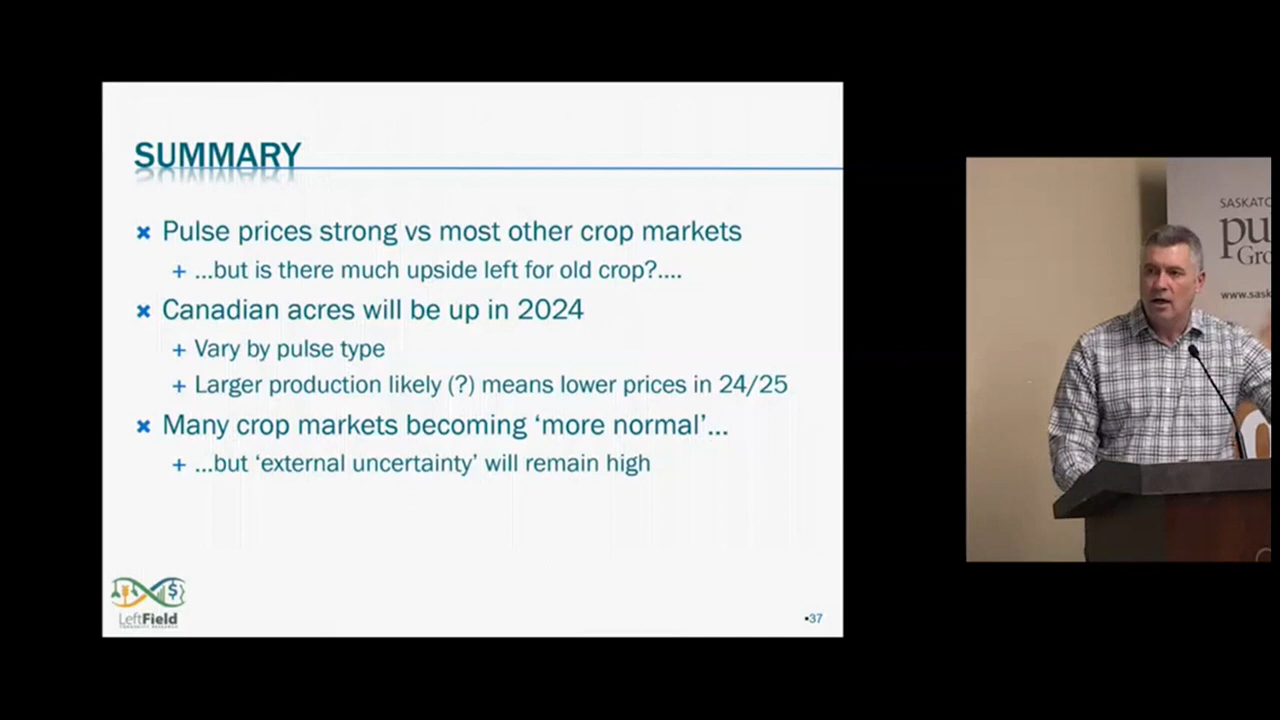 SUMMARY
Pulse prices strong vs most other crop markets
...but is there much upside left for old crop?....
Canadian acres will be up in 2024
Vary by pulse type
Larger production likely (?) means lower prices in 24/25
Many crop markets becoming ‘more normal’...
...but ‘external uncertainty’ will remain high
LeftField
37
SASKATC
pu
Gro
www.sask